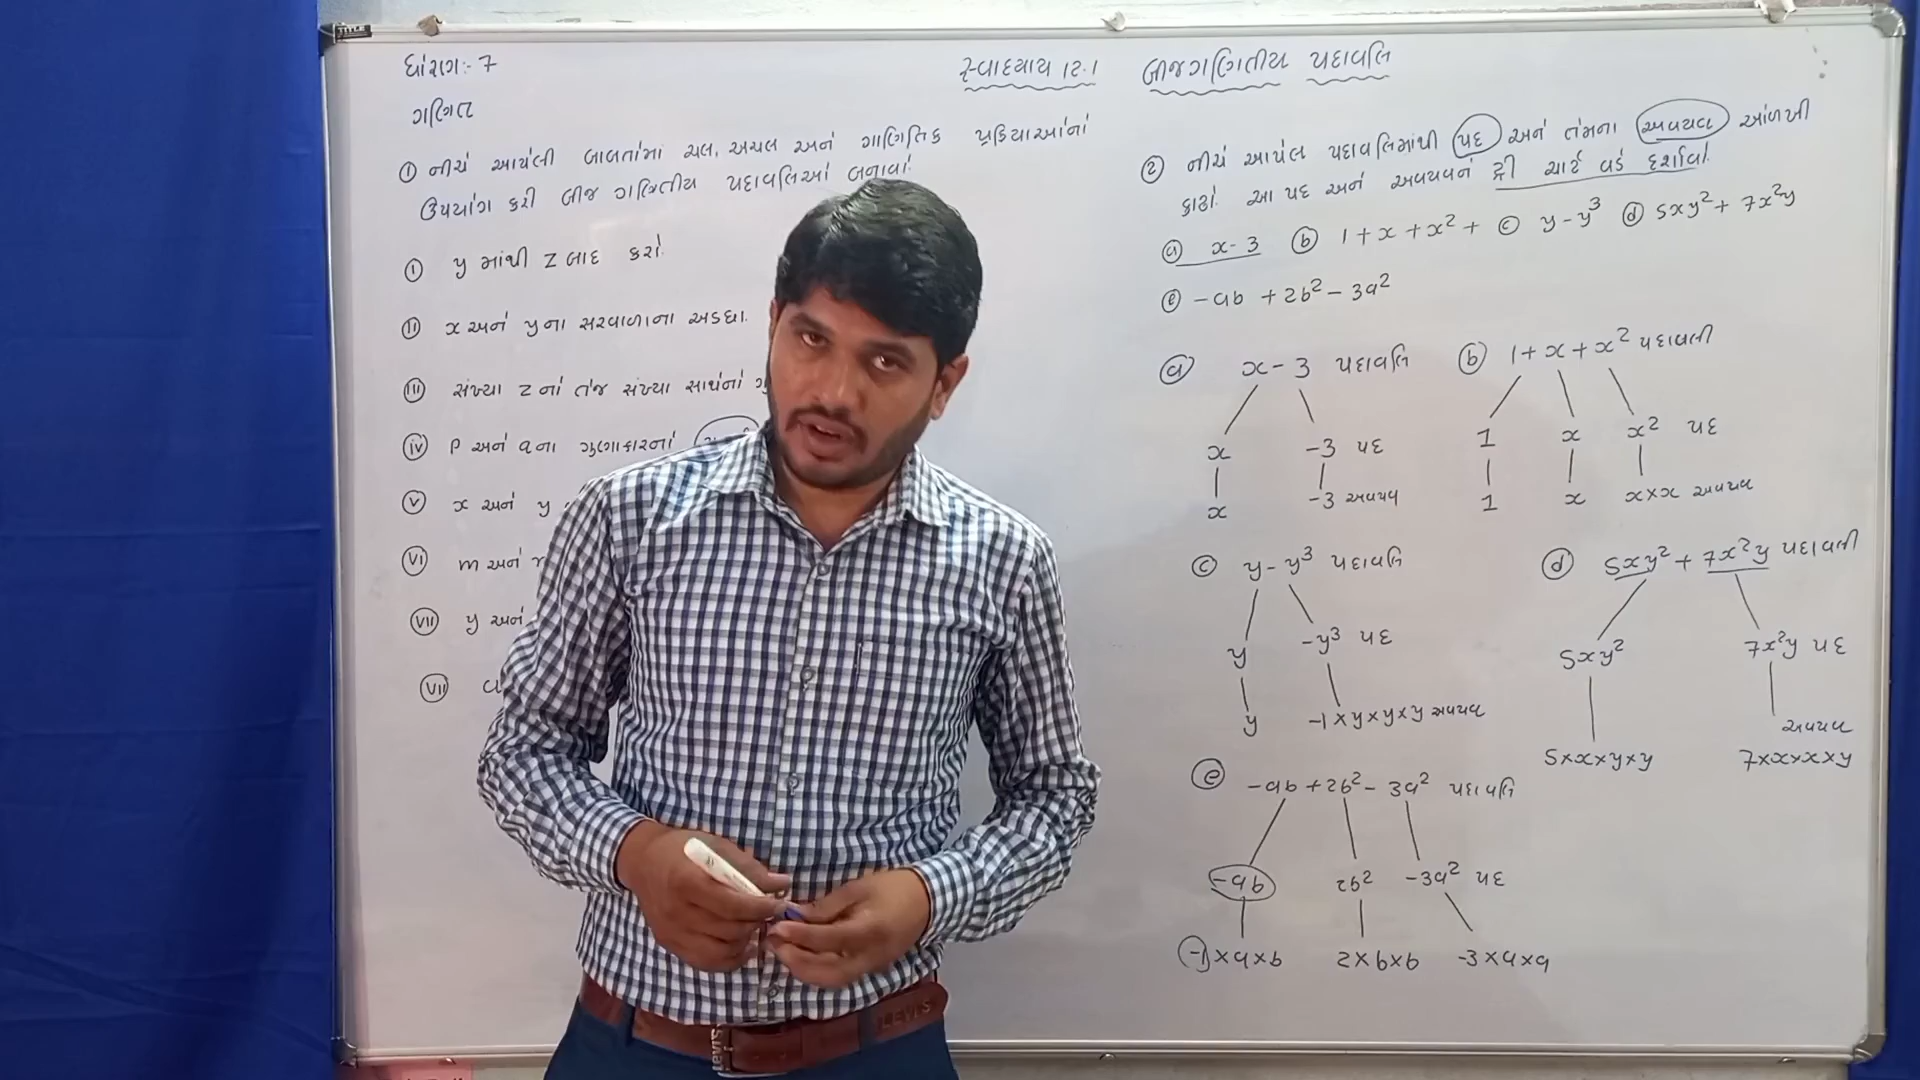 ધોરણ:- 7
સ્વાધ્યાય 12.1 બીજગણિતીય પદાવલિ
ગણિત
① નીચે આપેલી બાબતોમાં ચલ, અચલ અને ગાણિતિક પ્રક્રિયાઓનો
ઉપયોગ કરી બીજ ગણિતીય પદાવલિઓ બનાવો.
ⓘ y માંથી z બાદ કરો.
ⓘⓘ x અને y ના સરવાળાના અડધા.
III સંખ્યા z નો તેજ સંખ્યા સાથેનો
iv p અને q ના ગુણાકારનો
V x અને y
VI m અને
VII y અને
VII
② નીચે આપેલ પદાવલિમાંથી પદ અને તેમના અવયવ ઓળખી
કાઢો. આ પદ અને અવયવને ટ્રી ચાર્ટ વડે દર્શાવો.
ⓐ x - 3 ⓑ 1 + x + x² + ⓒ y - y³ ⓓ 5xy² + 7x²y
ⓔ -ab + 2b² - 3a²
ⓐ x - 3 પદાવલિ
x -3 પદ
x -3 અવયવ
ⓑ 1 + x + x² પદાવલી
1 x x² પદ
1 x x×x અવયવ
ⓒ y - y³ પદાવલિ
y -y³ પદ
y -1×y×y×y અવયવ
ⓓ 5xy² + 7x²y પદાવલી
5xy² 7x²y પદ
અવયવ
5×x×y×y 7×x×x×y
ⓔ -ab + 2b² - 3a² પદાવલિ
-ab 2b² -3a² પદ
-1×a×b 2×b×b -3×a×a
LEVI'S